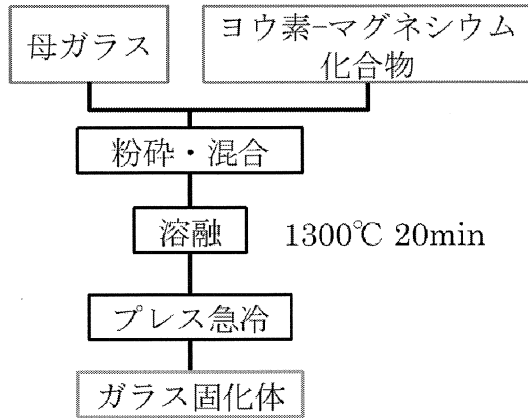 母ガラス
ヨウ素−マグネシウム
化合物
粉砕・混合
溶融
1300℃ 20min
プレス急冷
ガラス固化体